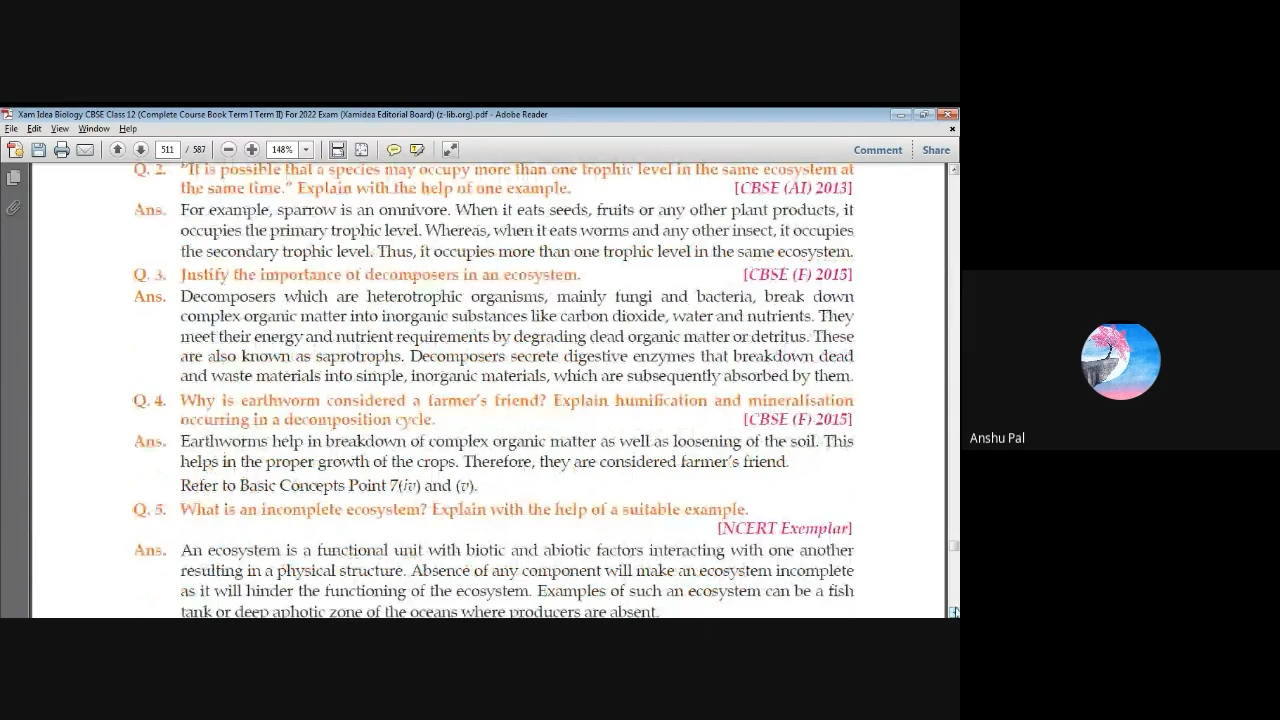 Xam Idea Biology CBSE Class 12 (Complete Course Book Term I Term II) For 2022 Exam (Xamidea Editorial Board) (z-lib.org).pdf - Adobe Reader
File Edit View Window Help
511 / 587 148% Comment Share
Q. 2. "It is possible that a species may occupy more than one trophic level in the same ecosystem at
the same time." Explain with the help of one example. [CBSE (AI) 2013]
Ans. For example, sparrow is an omnivore. When it eats seeds, fruits or any other plant products, it
occupies the primary trophic level. Whereas, when it eats worms and any other insect, it occupies
the secondary trophic level. Thus, it occupies more than one trophic level in the same ecosystem.
Q. 3. Justify the importance of decomposers in an ecosystem. [CBSE (F) 2015]
Ans. Decomposers which are heterotrophic organisms, mainly fungi and bacteria, break down
complex organic matter into inorganic substances like carbon dioxide, water and nutrients. They
meet their energy and nutrient requirements by degrading dead organic matter or detritus. These
are also known as saprotrophs. Decomposers secrete digestive enzymes that breakdown dead
and waste materials into simple, inorganic materials, which are subsequently absorbed by them.
Q. 4. Why is earthworm considered a farmer's friend? Explain humification and mineralisation
occurring in a decomposition cycle. [CBSE (F) 2015]
Ans. Earthworms help in breakdown of complex organic matter as well as loosening of the soil. This
helps in the proper growth of the crops. Therefore, they are considered farmer's friend.
Refer to Basic Concepts Point 7(iv) and (v).
Q. 5. What is an incomplete ecosystem? Explain with the help of a suitable example.
[NCERT Exemplar]
Ans. An ecosystem is a functional unit with biotic and abiotic factors interacting with one another
resulting in a physical structure. Absence of any component will make an ecosystem incomplete
as it will hinder the functioning of the ecosystem. Examples of such an ecosystem can be a fish
tank or deep aphotic zone of the oceans where producers are absent.
Anshu Pal